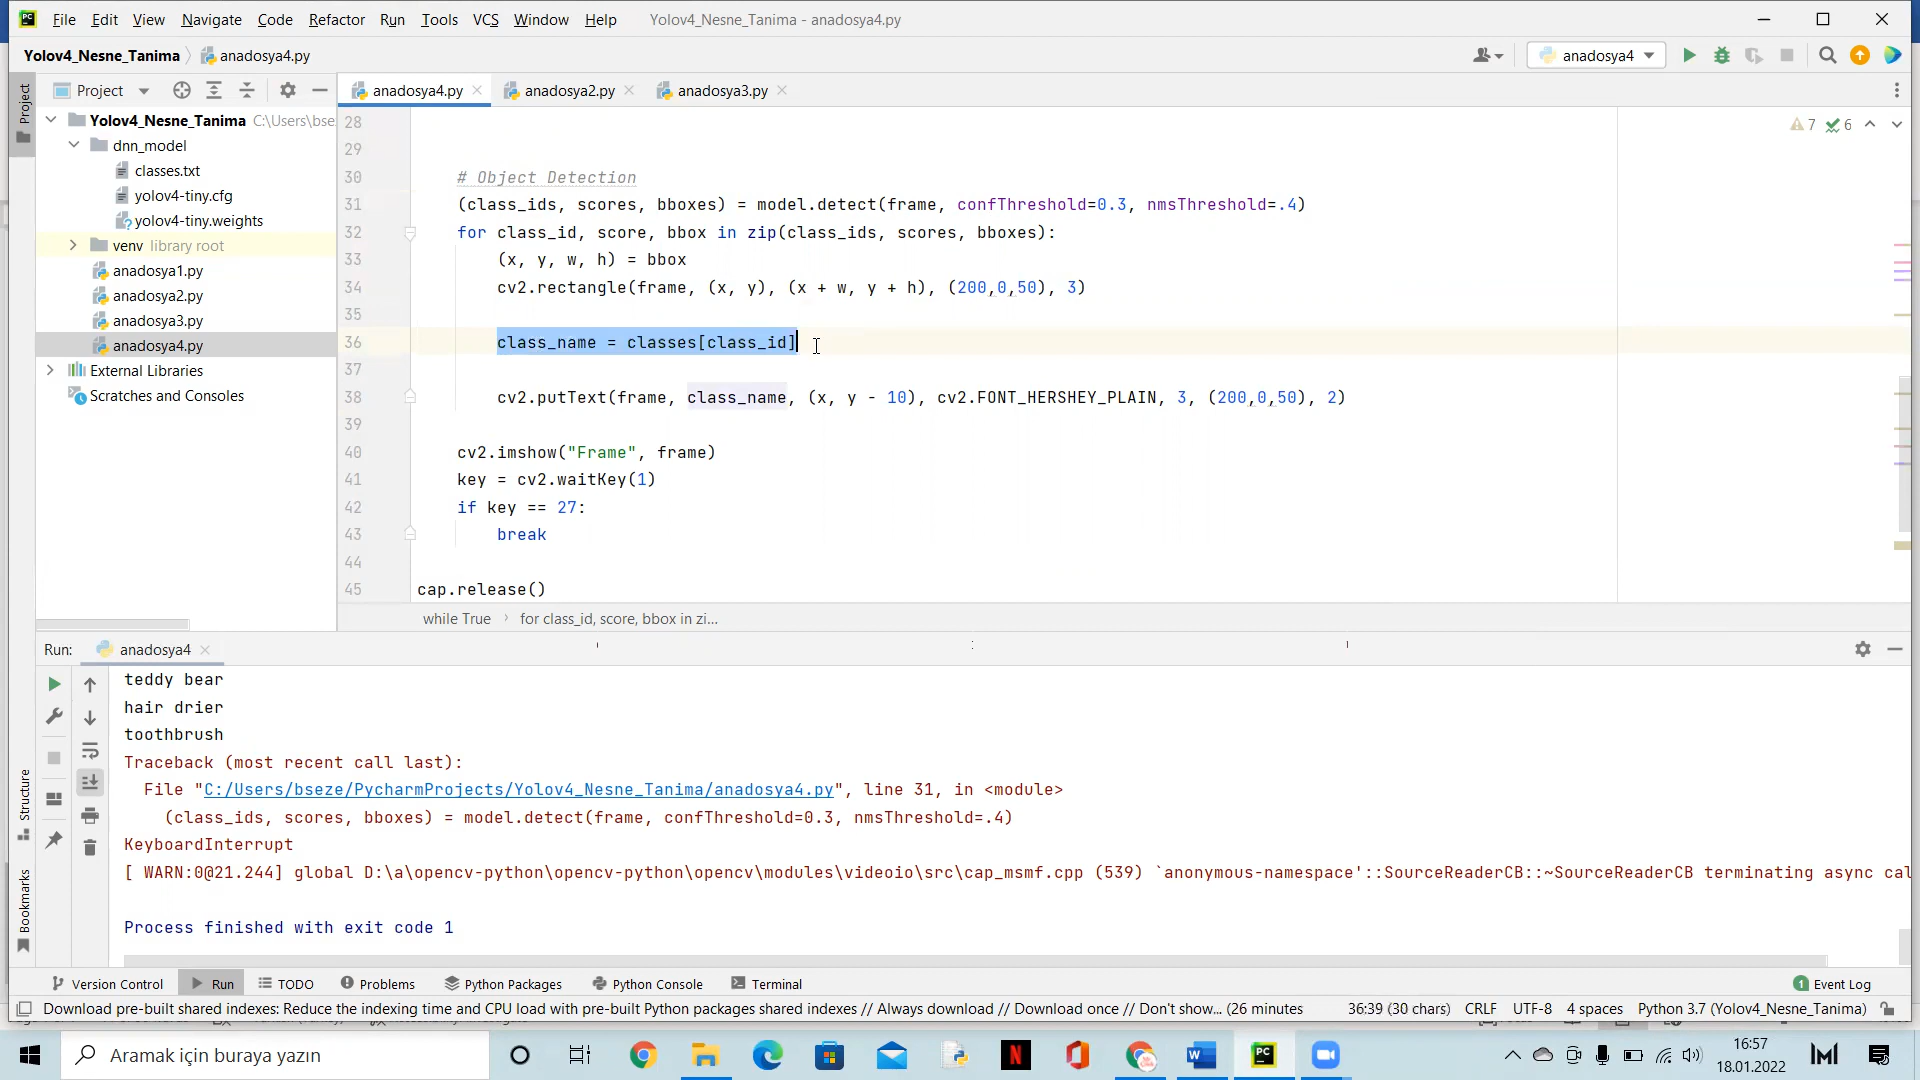 PC File Edit View Navigate Code Refactor Run Tools VCS Window Help Yolov4_Nesne_Tanima - anadosya4.py
Yolov4_Nesne_Tanima anadosya4.py anadosya4
Project Project anadosya4.py anadosya2.py anadosya3.py
Yolov4_Nesne_Tanima C:\Users\bse
dnn_model
classes.txt
yolov4-tiny.cfg
yolov4-tiny.weights
venv library root
anadosya1.py
anadosya2.py
anadosya3.py
anadosya4.py
External Libraries
Scratches and Consoles
7 6
28
29
30 # Object Detection
31 (class_ids, scores, bboxes) = model.detect(frame, confThreshold=0.3, nmsThreshold=.4)
32 for class_id, score, bbox in zip(class_ids, scores, bboxes):
33 (x, y, w, h) = bbox
34 cv2.rectangle(frame, (x, y), (x + w, y + h), (200,0,50), 3)
35
36 class_name = classes[class_id]
37
38 cv2.putText(frame, class_name, (x, y - 10), cv2.FONT_HERSHEY_PLAIN, 3, (200,0,50), 2)
39
40 cv2.imshow("Frame", frame)
41 key = cv2.waitKey(1)
42 if key == 27:
43 break
44
45 cap.release()
while True for class_id, score, bbox in zi...
Run: anadosya4
teddy bear
hair drier
toothbrush
Traceback (most recent call last):
File "C:/Users/bseze/PycharmProjects/Yolov4_Nesne_Tanima/anadosya4.py", line 31, in <module>
(class_ids, scores, bboxes) = model.detect(frame, confThreshold=0.3, nmsThreshold=.4)
KeyboardInterrupt
[ WARN:0@21.244] global D:\a\opencv-python\opencv-python\opencv\modules\videoio\src\cap_msmf.cpp (539) `anonymous-namespace'::SourceReaderCB::~SourceReaderCB terminating async cal
Process finished with exit code 1
Structure
Bookmarks
Version Control Run TODO Problems Python Packages Python Console Terminal 1 Event Log
Download pre-built shared indexes: Reduce the indexing time and CPU load with pre-built Python packages shared indexes // Always download // Download once // Don't show... (26 minutes 36:39 (30 chars) CRLF UTF-8 4 spaces Python 3.7 (Yolov4_Nesne_Tanima)
Aramak için buraya yazın
16:57
18.01.2022